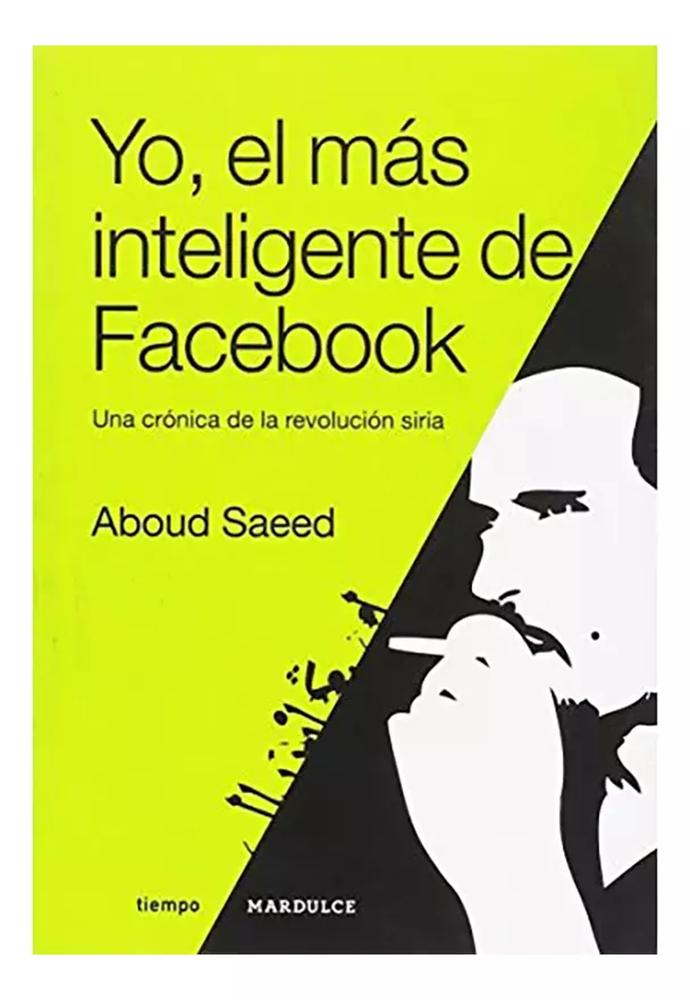 Yo, el más
inteligente de
Facebook
Una crónica de la revolución siria
Aboud Saeed
tiempo
MARDULCE